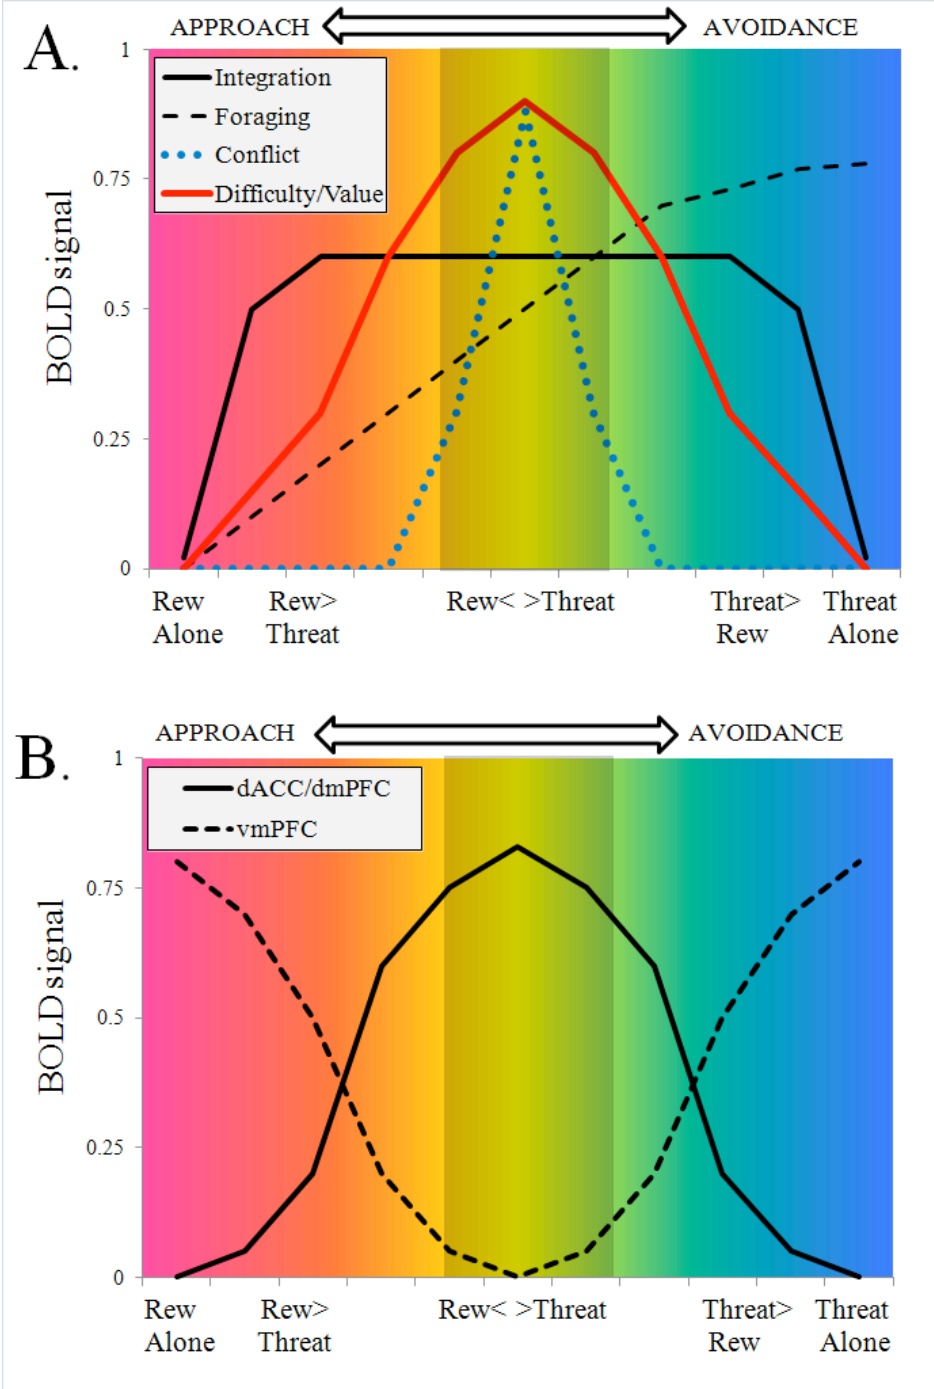 APPROACH
AVOIDANCE
A.
1
0.75
0.5
0.25
0
BOLD signal
Integration
Foraging
Conflict
Difficulty/Value
Rew Rew> Rew< >Threat Threat> Threat
Alone Threat Rew Alone
APPROACH
AVOIDANCE
B.
1
0.75
0.5
0.25
0
BOLD signal
dACC/dmPFC
vmPFC
Rew Rew> Rew< >Threat Threat> Threat
Alone Threat Rew Alone